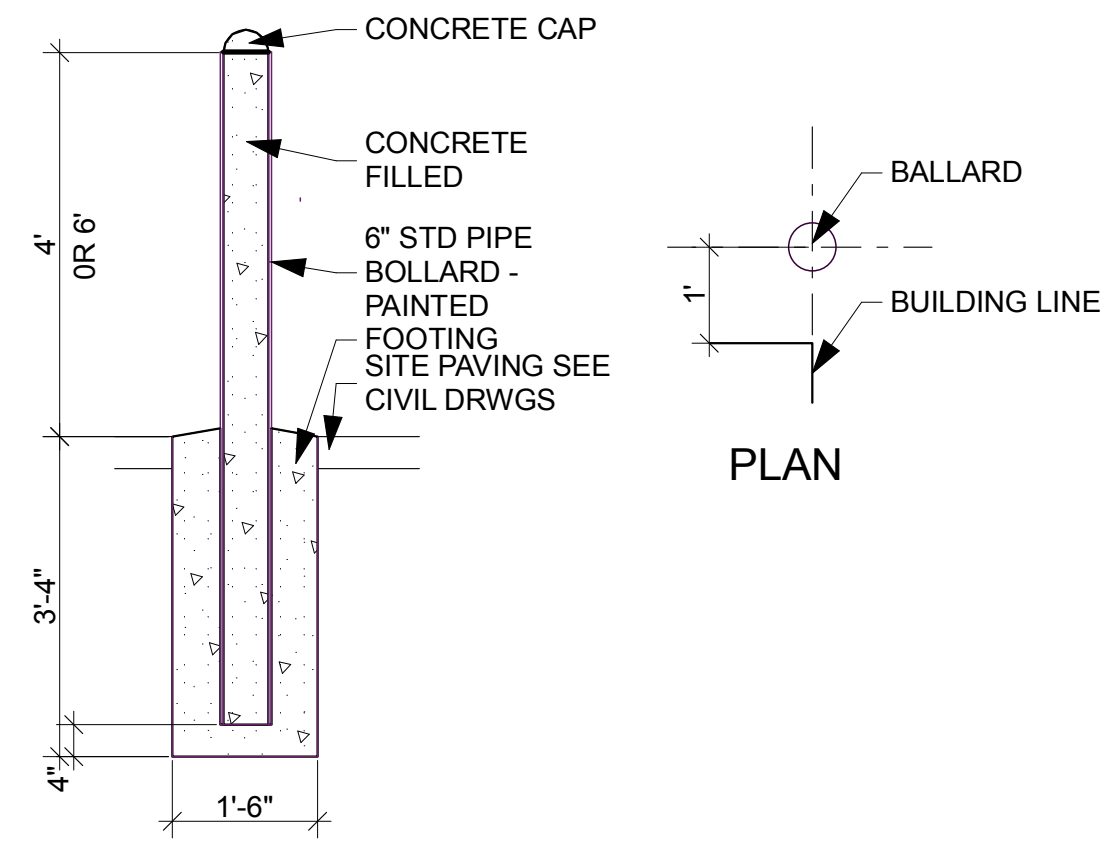 CONCRETE CAP
CONCRETE
FILLED
4'
0R 6'
6" STD PIPE
BOLLARD -
PAINTED
FOOTING
SITE PAVING SEE
CIVIL DRWGS
3'-4"
4"
1'-6"
BALLARD
1'
BUILDING LINE
PLAN